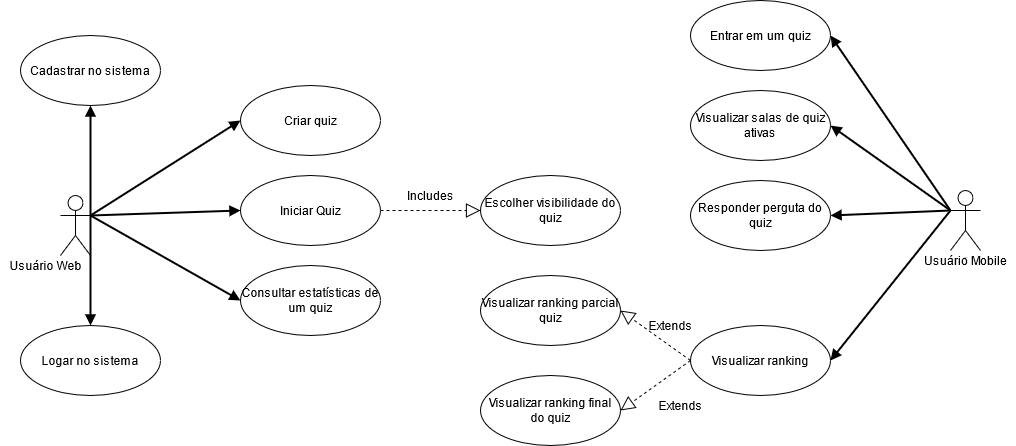 Entrar em um quiz
Cadastrar no sistema
Criar quiz
Visualizar salas de quiz
ativas
Includes
Iniciar Quiz
Escolher visibilidade do
quiz
Responder perguta do
quiz
Usuário Web
Usuário Mobile
Consultar estatísticas de
um quiz
Visualizar ranking parcial
quiz
Extends
Logar no sistema
Visualizar ranking
Visualizar ranking final
do quiz
Extends